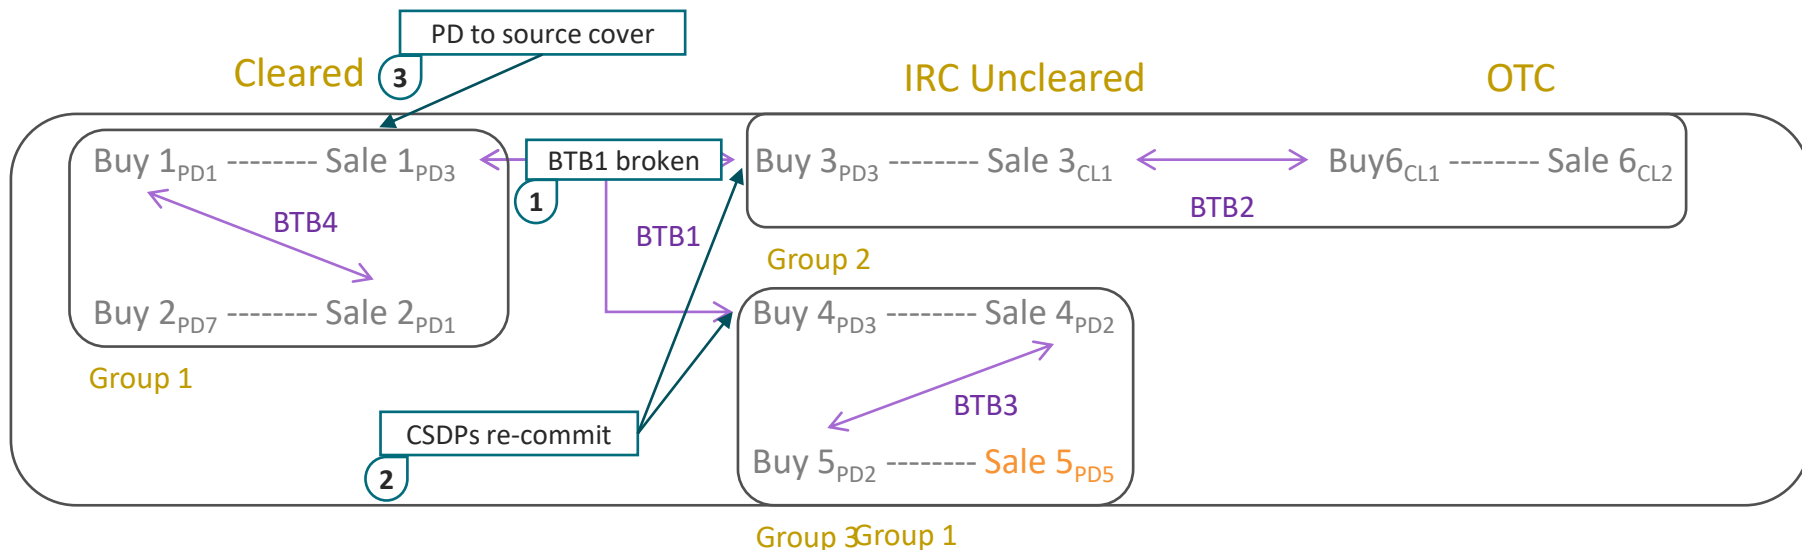 PD to source cover
3
Cleared
IRC Uncleared
OTC
Buy 1PD1 -------- Sale 1PD3
BTB1 broken
1
Buy 3PD3 -------- Sale 3CL1
Buy6CL1 -------- Sale 6CL2
BTB4
BTB1
BTB2
Group 2
Buy 2PD7 -------- Sale 2PD1
Buy 4PD3 -------- Sale 4PD2
Group 1
BTB3
CSDPs re-commit
2
Buy 5PD2 -------- Sale 5PD5
Group 3
Group 1